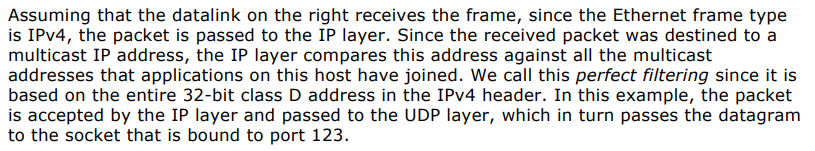 Assuming that the datalink on the right receives the frame, since the Ethernet frame type
is IPv4, the packet is passed to the IP layer. Since the received packet was destined to a
multicast IP address, the IP layer compares this address against all the multicast
addresses that applications on this host have joined. We call this perfect filtering since it is
based on the entire 32-bit class D address in the IPv4 header. In this example, the packet
is accepted by the IP layer and passed to the UDP layer, which in turn passes the datagram
to the socket that is bound to port 123.